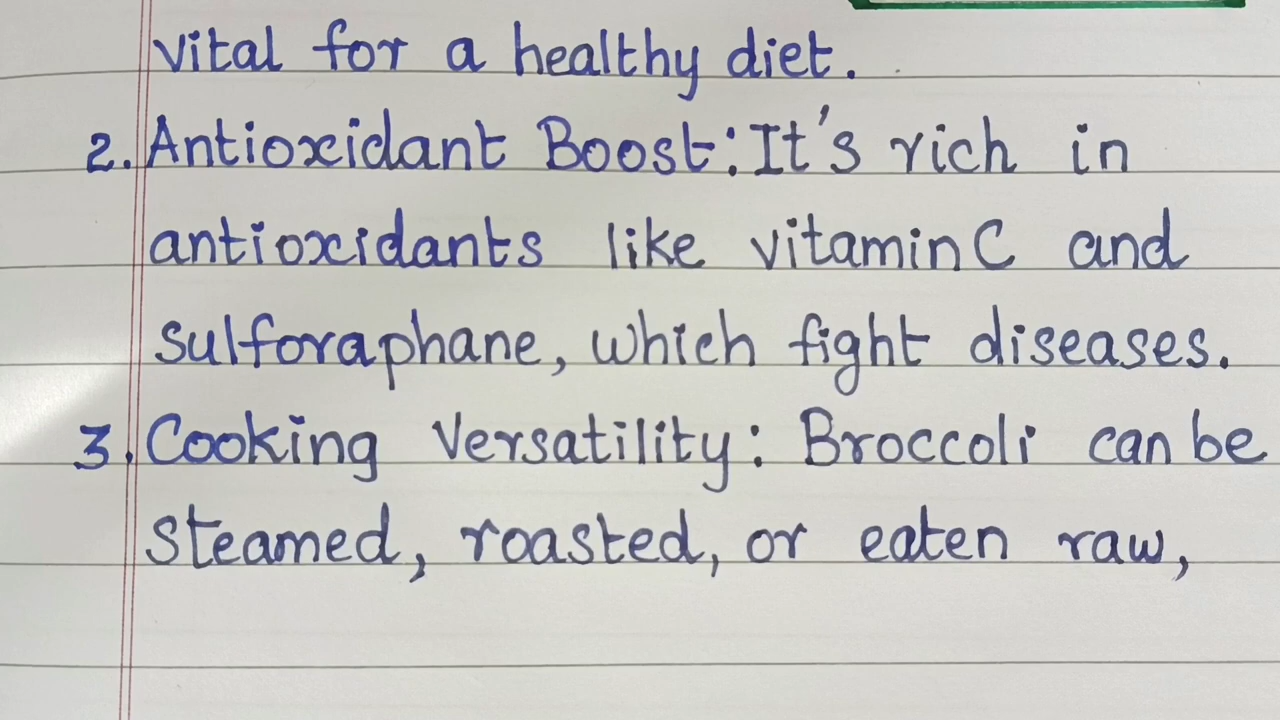 vital for a healthy diet.
2. Antioxidant Boost: It's rich in
antioxidants like vitamin C and
sulforaphane, which fight diseases.
3. Cooking Versatility: Broccoli can be
steamed, roasted, or eaten raw,